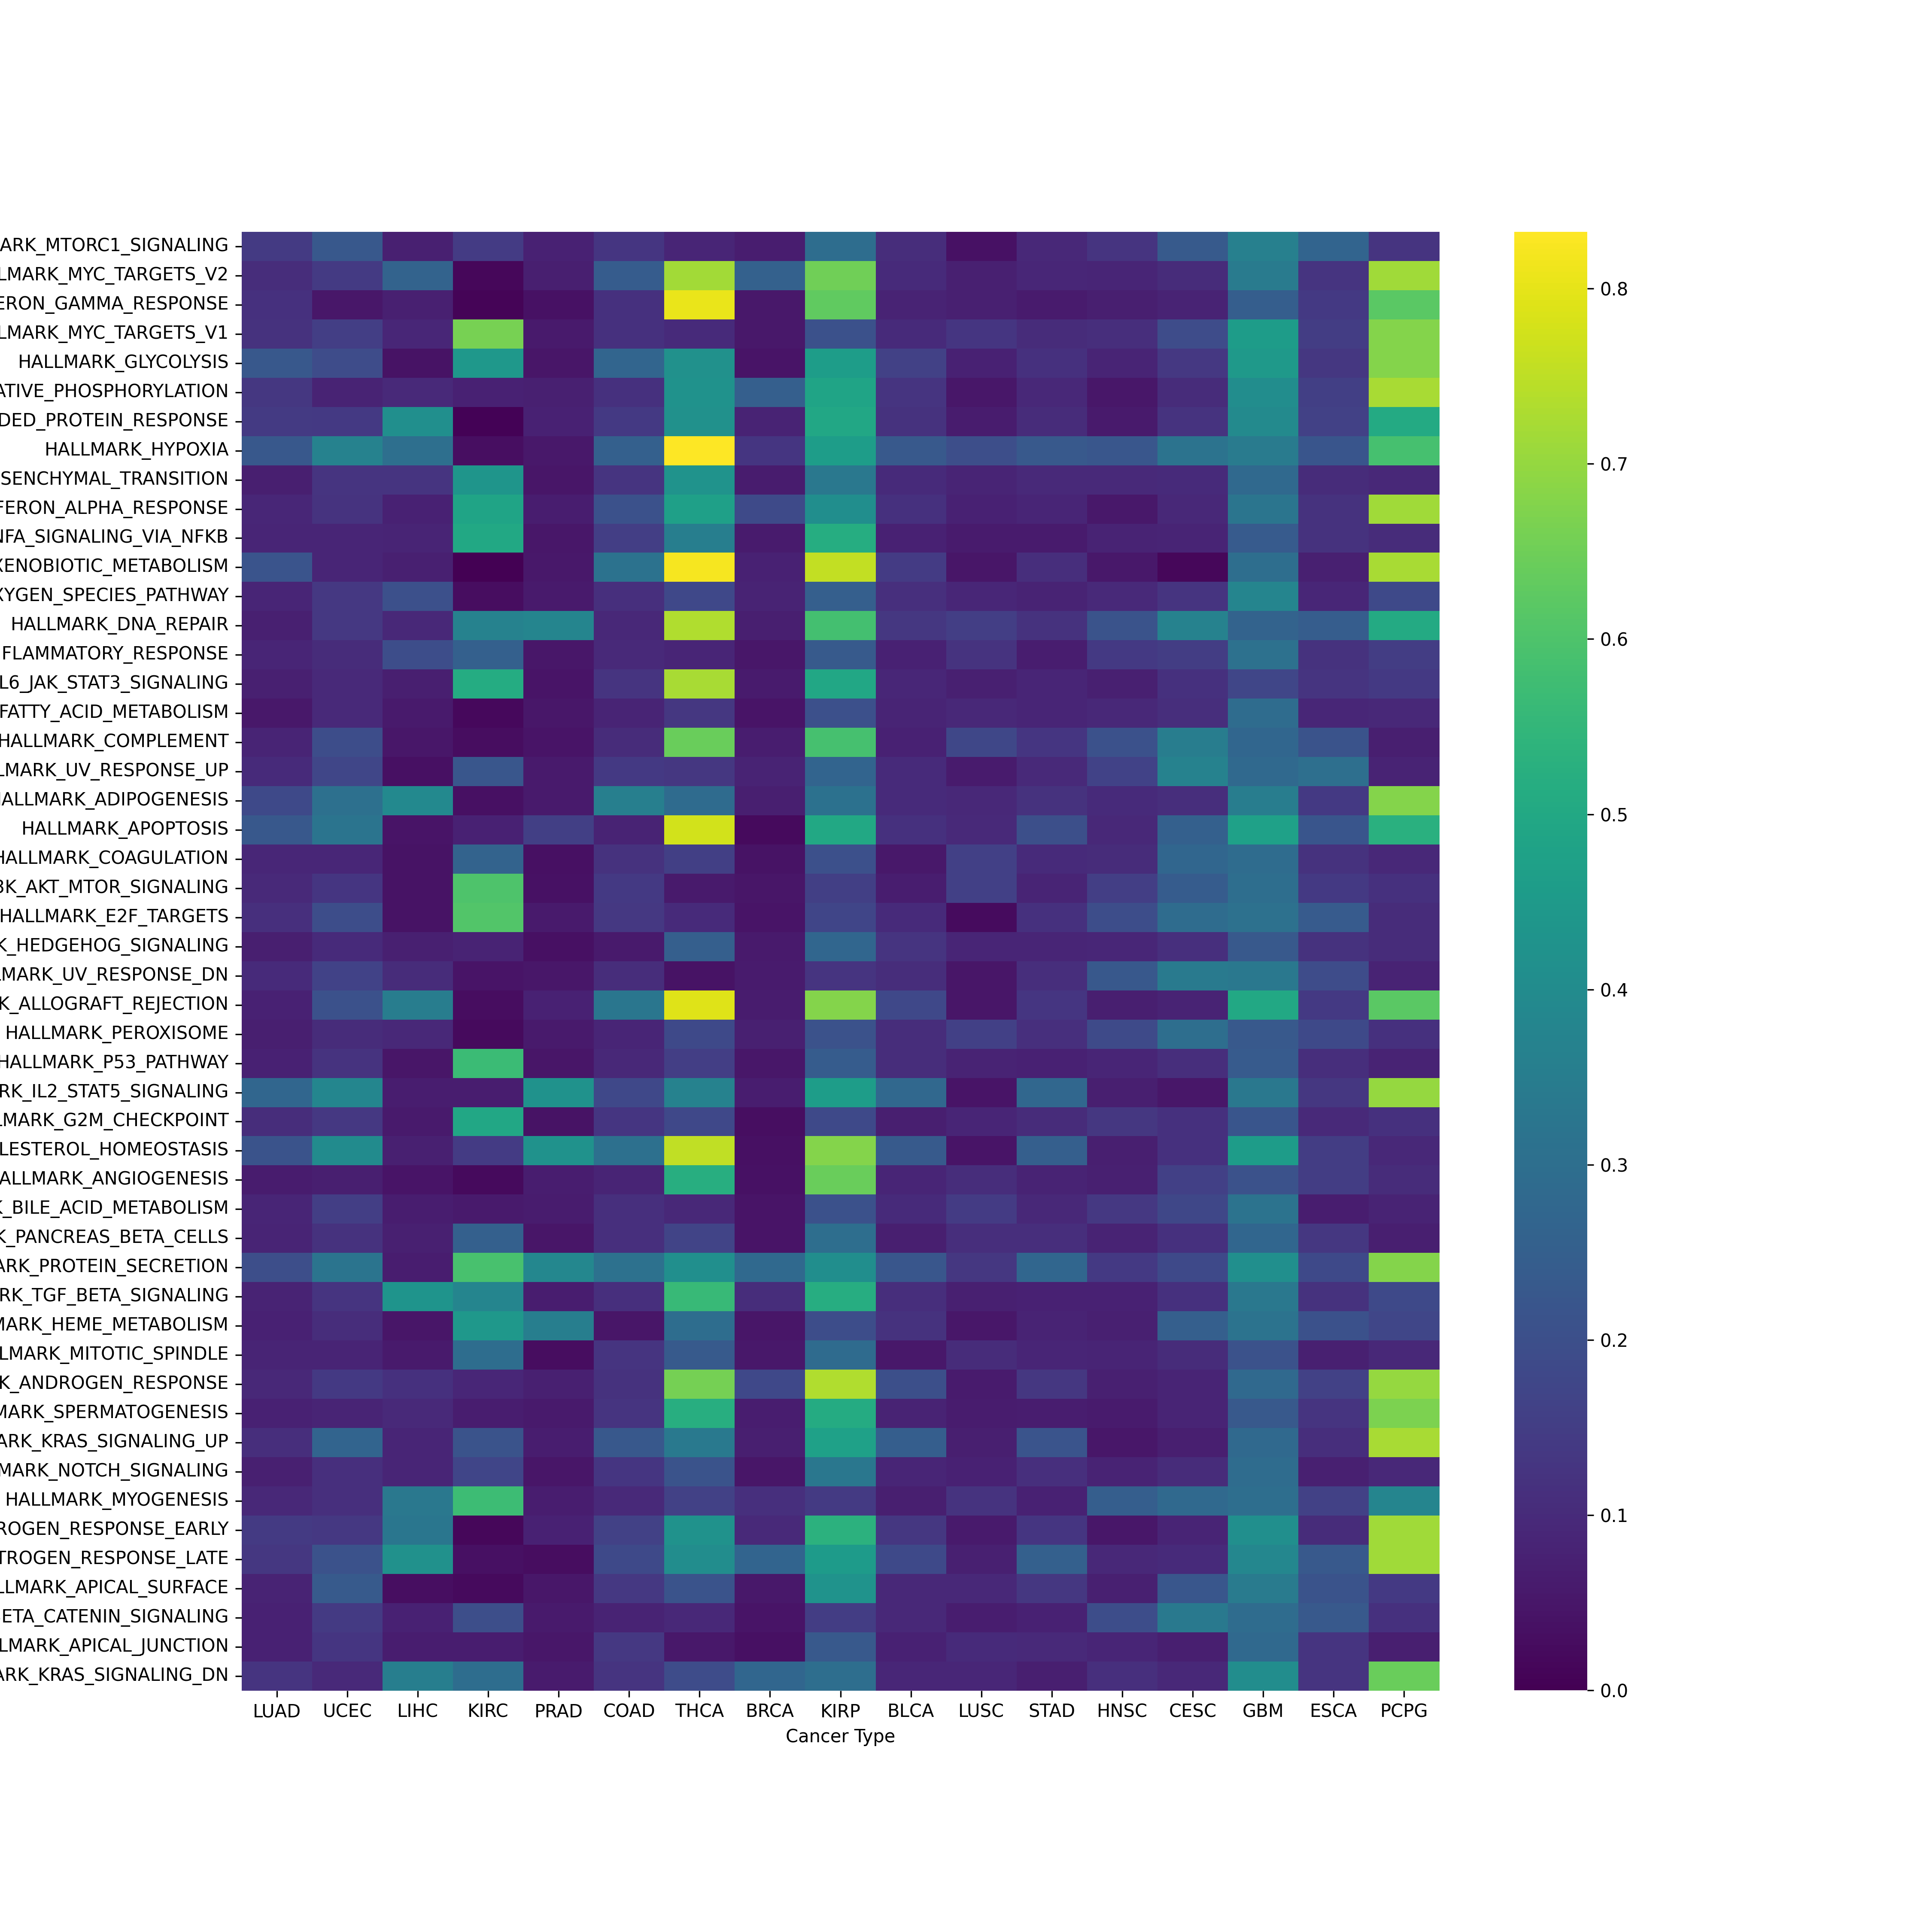 ARK_MTORC1_SIGNALING
LMARK_MYC_TARGETS_V2
ERON_GAMMA_RESPONSE
LMARK_MYC_TARGETS_V1
HALLMARK_GLYCOLYSIS
ATIVE_PHOSPHORYLATION
DED_PROTEIN_RESPONSE
HALLMARK_HYPOXIA
SENCHYMAL_TRANSITION
FERON_ALPHA_RESPONSE
NFA_SIGNALING_VIA_NFKB
XENOBIOTIC_METABOLISM
XYGEN_SPECIES_PATHWAY
HALLMARK_DNA_REPAIR
FLAMMATORY_RESPONSE
L6_JAK_STAT3_SIGNALING
FATTY_ACID_METABOLISM
HALLMARK_COMPLEMENT
LMARK_UV_RESPONSE_UP
HALLMARK_ADIPOGENESIS
HALLMARK_APOPTOSIS
HALLMARK_COAGULATION
3K_AKT_MTOR_SIGNALING
HALLMARK_E2F_TARGETS
K_HEDGEHOG_SIGNALING
LMARK_UV_RESPONSE_DN
K_ALLOGRAFT_REJECTION
HALLMARK_PEROXISOME
HALLMARK_P53_PATHWAY
RK_IL2_STAT5_SIGNALING
LMARK_G2M_CHECKPOINT
LESTEROL_HOMEOSTASIS
ALLMARK_ANGIOGENESIS
K_BILE_ACID_METABOLISM
K_PANCREAS_BETA_CELLS
ARK_PROTEIN_SECRETION
RK_TGF_BETA_SIGNALING
MARK_HEME_METABOLISM
LMARK_MITOTIC_SPINDLE
K_ANDROGEN_RESPONSE
MARK_SPERMATOGENESIS
ARK_KRAS_SIGNALING_UP
MARK_NOTCH_SIGNALING
HALLMARK_MYOGENESIS
ROGEN_RESPONSE_EARLY
TROGEN_RESPONSE_LATE
LLMARK_APICAL_SURFACE
ETA_CATENIN_SIGNALING
LMARK_APICAL_JUNCTION
ARK_KRAS_SIGNALING_DN
LUAD UCEC LIHC KIRC PRAD COAD THCA BRCA KIRP BLCA LUSC STAD HNSC CESC GBM ESCA PCPG
Cancer Type
0.8
0.7
0.6
0.5
0.4
0.3
0.2
0.1
0.0